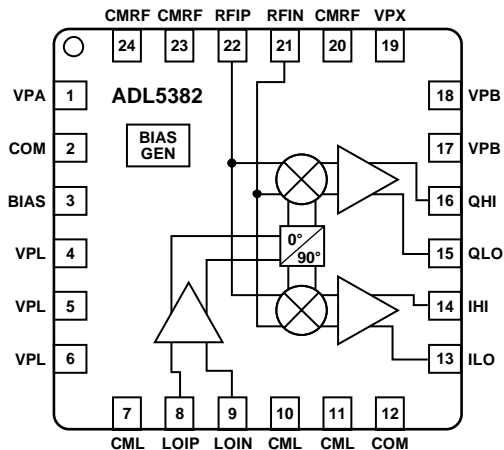 CMRF CMRF RFIP RFIN CMRF VPX
24 23 22 21 20 19
VPA 1 ADL5382 18 VPB
COM 2 BIAS GEN 17 VPB
BIAS 3 16 QHI
VPL 4 0° 90° 15 QLO
VPL 5 14 IHI
VPL 6 13 ILO
7 8 9 10 11 12
CML LOIP LOIN CML CML COM